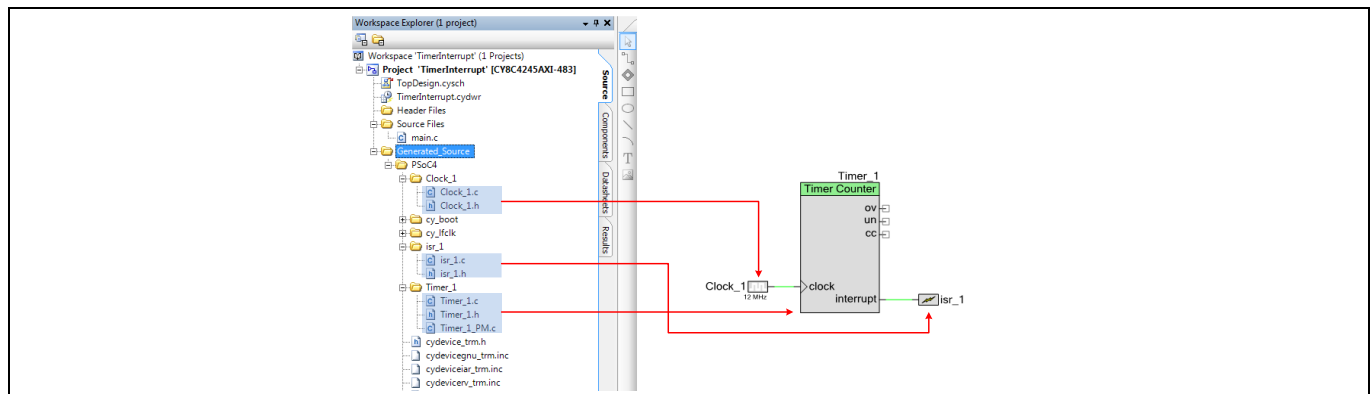 Workspace Explorer (1 project)
Workspace 'TimerInterrupt' (1 Projects)
Project 'TimerInterrupt' [CY8C4245AXI-483]
TopDesign.cysch
TimerInterrupt.cydwr
Header Files
Source Files
main.c
Generated_Source
PSoC4
Clock_1
Clock_1.c
Clock_1.h
cy_boot
cy_lfclk
isr_1
isr_1.c
isr_1.h
Timer_1
Timer_1.c
Timer_1.h
Timer_1_PM.c
cydevice_trm.h
cydevicegnu_trm.inc
cydeviceiar_trm.inc
cydevicerv_trm.inc
Source
Components
Datasheets
Results
T
Timer_1
Timer Counter
ov
un
cc
Clock_1
12 MHz
clock
interrupt
isr_1